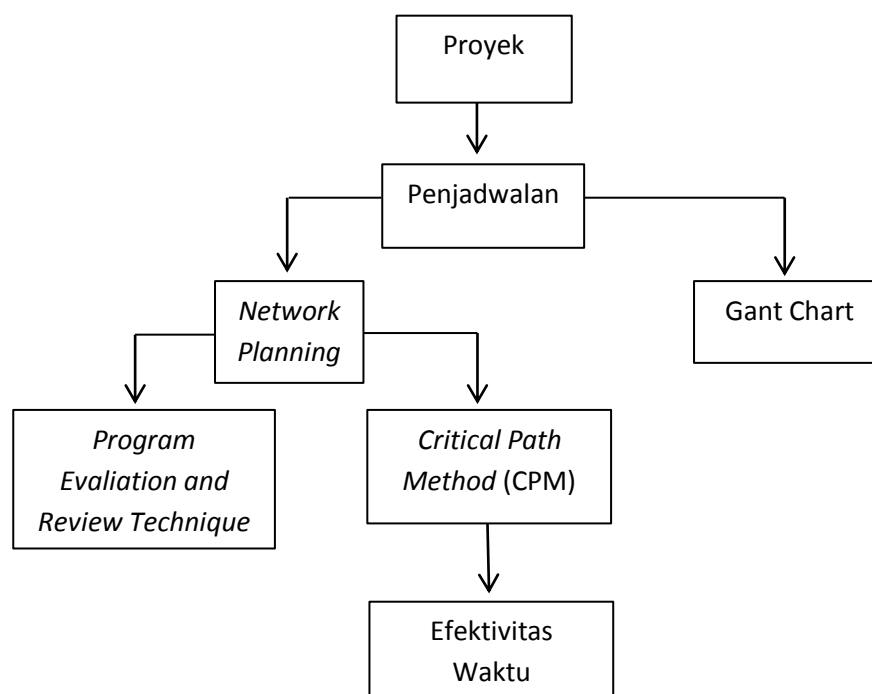 Proyek
Penjadwalan
Network
Planning
Gant Chart
Program
Evaliation and
Review Technique
Critical Path
Method (CPM)
Efektivitas
Waktu